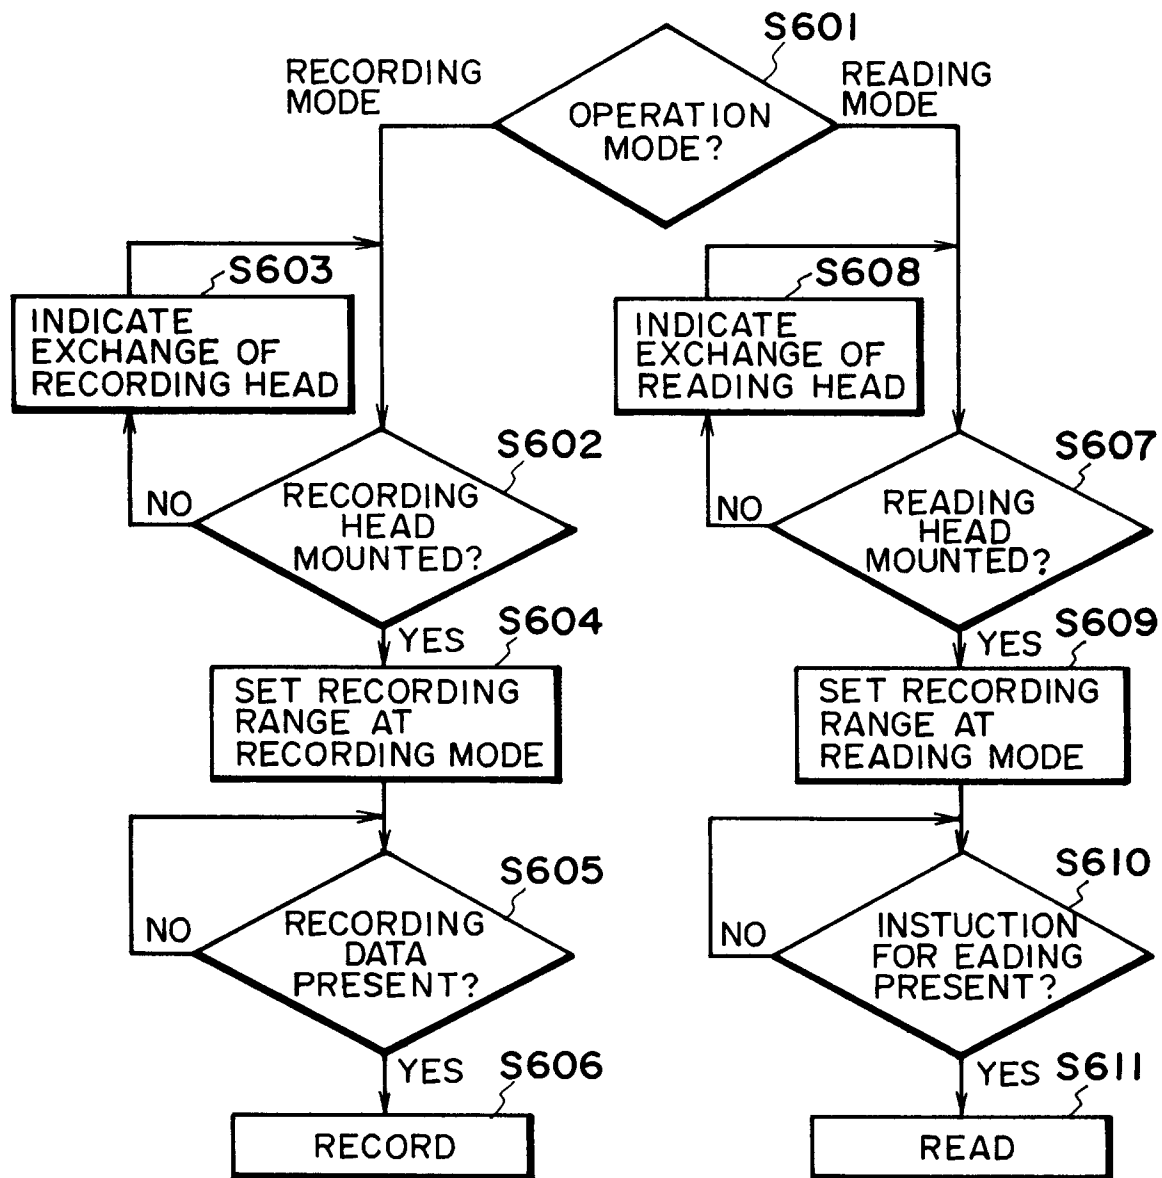 S601
RECORDING
MODE
READING
MODE
OPERATION
MODE?
S603
INDICATE
EXCHANGE OF
RECORDING HEAD
S608
INDICATE
EXCHANGE OF
READING HEAD
S602
NO
RECORDING
HEAD
MOUNTED?
S607
NO
READING
HEAD
MOUNTED?
YES
S604
SET RECORDING
RANGE AT
RECORDING MODE
YES
S609
SET RECORDING
RANGE AT
READING MODE
S605
NO
RECORDING
DATA
PRESENT?
S610
NO
INSTUCTION
FOR EADING
PRESENT?
YES
S606
RECORD
YES
S611
READ